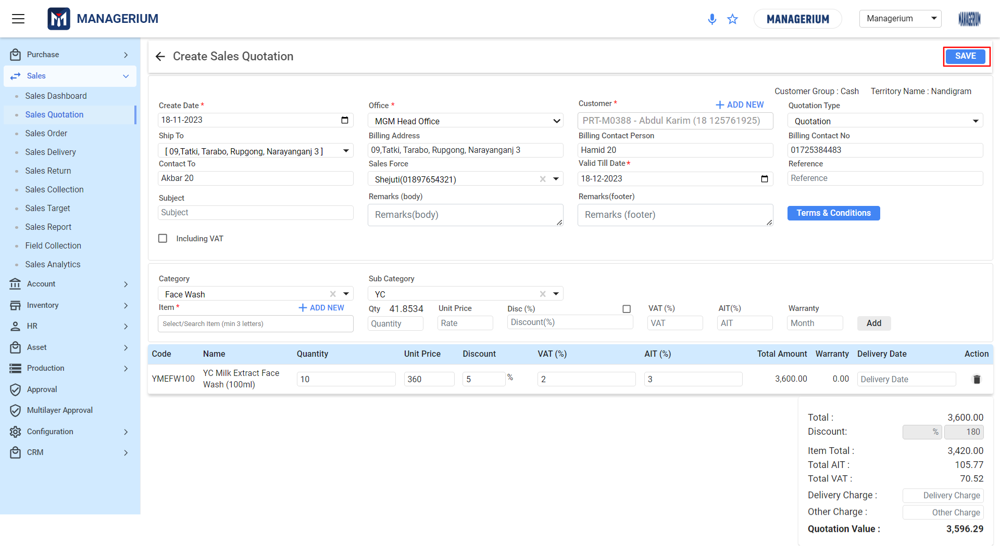 MANAGERIUM
MANAGERIUM
Managerium
MANAGERIUM
Purchase
Sales
Sales Dashboard
Sales Quotation
Sales Order
Sales Delivery
Sales Return
Sales Collection
Sales Target
Sales Report
Field Collection
Sales Analytics
Account
Inventory
HR
Asset
Production
Approval
Multilayer Approval
Configuration
CRM
Create Sales Quotation
SAVE
Customer Group : Cash Territory Name : Nandigram
Create Date *
18-11-2023
Office *
MGM Head Office
Customer *
ADD NEW
PRT-M0388 - Abdul Karim (18 125761925)
Quotation Type
Quotation
Ship To
[ 09,Tatki, Tarabo, Rupgong, Narayanganj 3 ]
Billing Address
09,Tatki, Tarabo, Rupgong, Narayanganj 3
Billing Contact Person
Hamid 20
Billing Contact No
01725384483
Contact To
Akbar 20
Sales Force
Shejuti(01897654321)
Valid Till Date*
18-12-2023
Reference
Reference
Subject
Subject
Remarks (body)
Remarks(body)
Remarks(footer)
Remarks (footer)
Terms & Conditions
Including VAT
Category
Face Wash
Sub Category
YC
Item *
ADD NEW
Select/Search Item (min 3 letters)
Qty 41.8534
Quantity
Unit Price
Rate
Disc (%)
Discount(%)
VAT (%)
VAT
AIT(%)
AIT
Warranty
Month
Add
Code Name Quantity Unit Price Discount VAT (%) AIT (%) Total Amount Warranty Delivery Date Action
YMEFW100 YC Milk Extract Face Wash (100ml) 10 360 5 % 2 3 3,600.00 0.00 Delivery Date
Total : 3,600.00
Discount: % 180
Item Total : 3,420.00
Total AIT : 105.77
Total VAT : 70.52
Delivery Charge : Delivery Charge
Other Charge : Other Charge
Quotation Value : 3,596.29